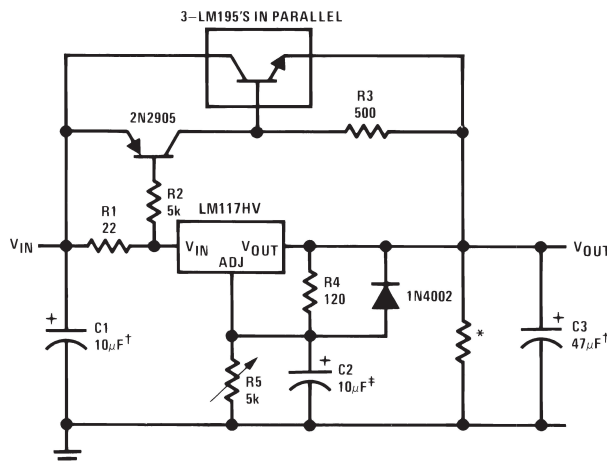 3–LM195'S IN PARALLEL
R3
500
2N2905
R2
5k
LM117HV
R1
22
VIN
VIN
VOUT
ADJ
VOUT
R4
120
1N4002
C1
10μF†
R5
5k
C2
10μF‡
*
C3
47μF†